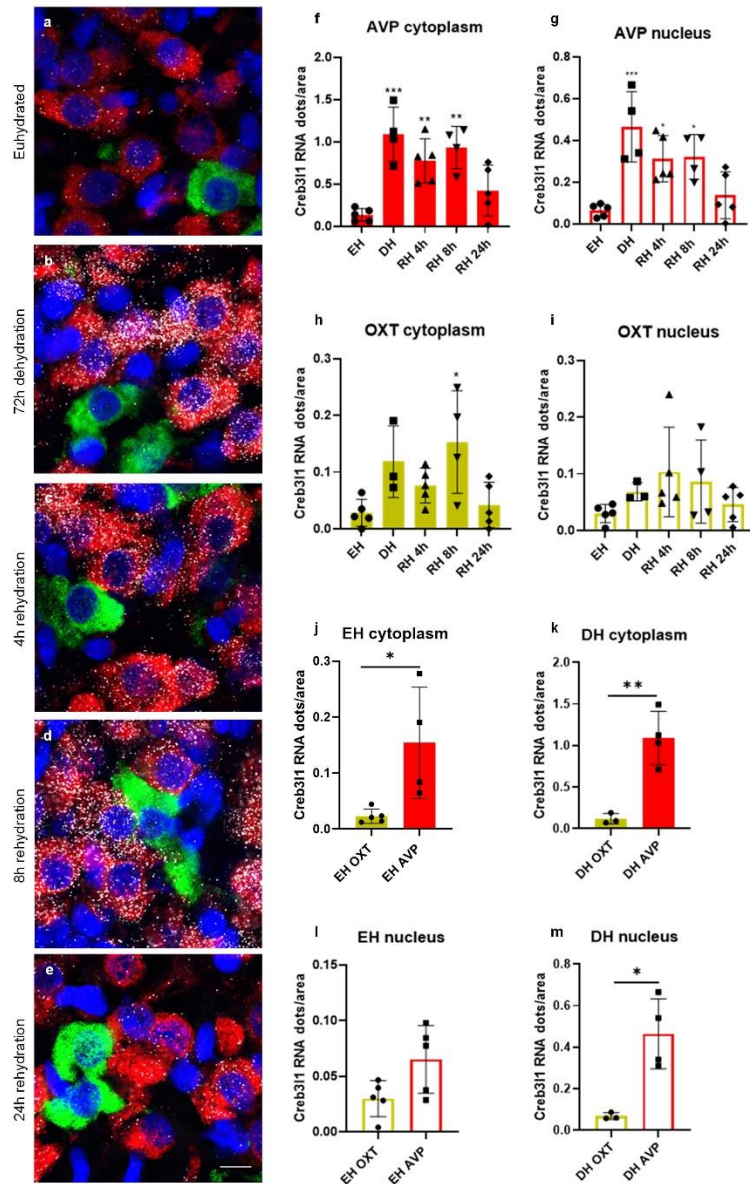 a
Euhydrated
b
72h dehydration
c
4h rehydration
d
8h rehydration
e
24h rehydration
f
AVP cytoplasm
Creb3l1 RNA dots/area
1.5
***
**
**
1.0
0.5
0.0
EH
DH
RH 4h
RH 8h
RH 24h
g
AVP nucleus
Creb3l1 RNA dots/area
0.8
***
0.6
*
*
0.4
0.2
0.0
EH
DH
RH 4h
RH 8h
RH 24h
h
OXT cytoplasm
Creb3l1 RNA dots/area
0.3
*
0.2
0.1
0.0
EH
DH
RH 4h
RH 8h
RH 24h
i
OXT nucleus
Creb3l1 RNA dots/area
0.3
0.2
0.1
0.0
EH
DH
RH 4h
RH 8h
RH 24h
j
EH cytoplasm
Creb3l1 RNA dots/area
*
0.3
0.2
0.1
0.0
EH OXT
EH AVP
k
DH cytoplasm
Creb3l1 RNA dots/area
2.0
**
1.5
1.0
0.5
0.0
DH OXT
DH AVP
l
EH nucleus
Creb3l1 RNA dots/area
0.15
0.10
0.05
0.00
EH OXT
EH AVP
m
DH nucleus
Creb3l1 RNA dots/area
0.8
*
0.6
0.4
0.2
0.0
DH OXT
DH AVP